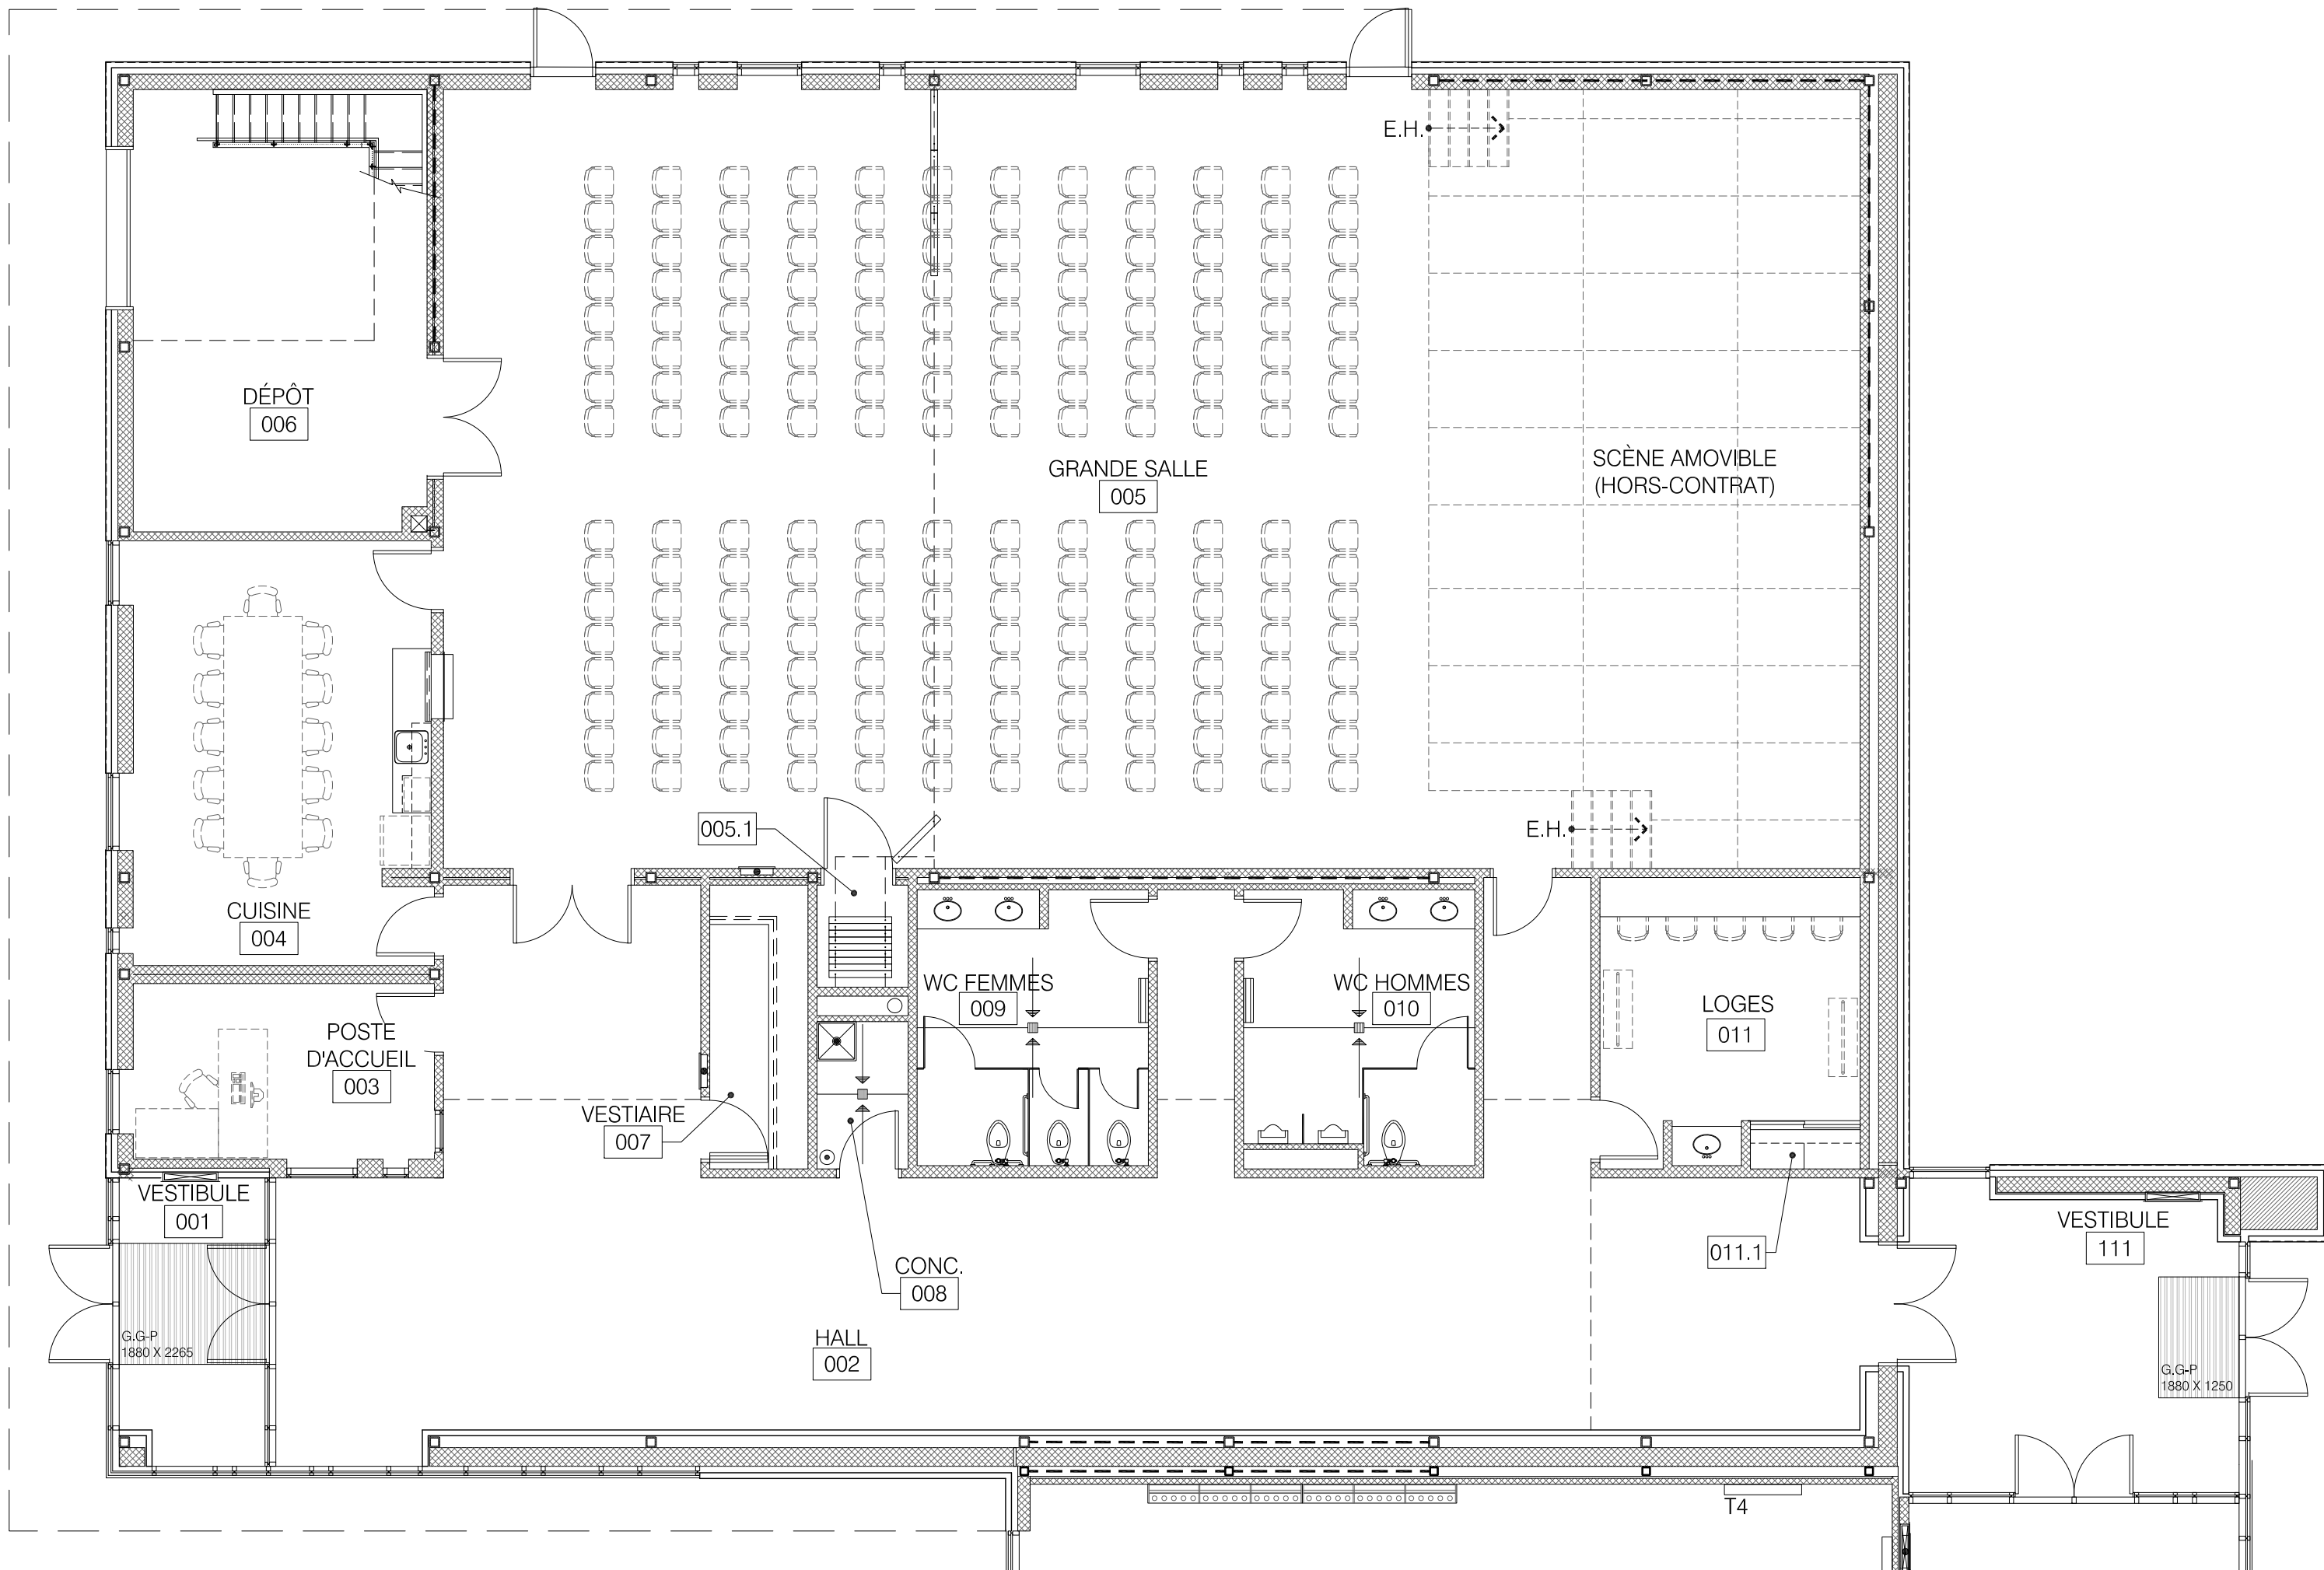 E.H.
DÉPÔT
006
GRANDE SALLE
005
SCÈNE AMOVIBLE
(HORS-CONTRAT)
005.1
E.H.
CUISINE
004
WC FEMMES
009
WC HOMMES
010
LOGES
011
POSTE
D'ACCUEIL
003
VESTIAIRE
007
VESTIBULE
001
VESTIBULE
111
011.1
CONC.
008
G.G-P
1880 X 2265
HALL
002
G.G-P
1880 X 1250
T4